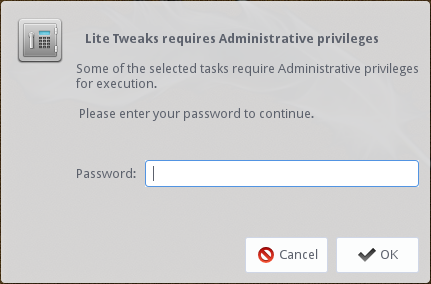 Lite Tweaks requires Administrative privileges
Some of the selected tasks require Administrative privileges
for execution.
Please enter your password to continue.
Password:
Cancel
OK